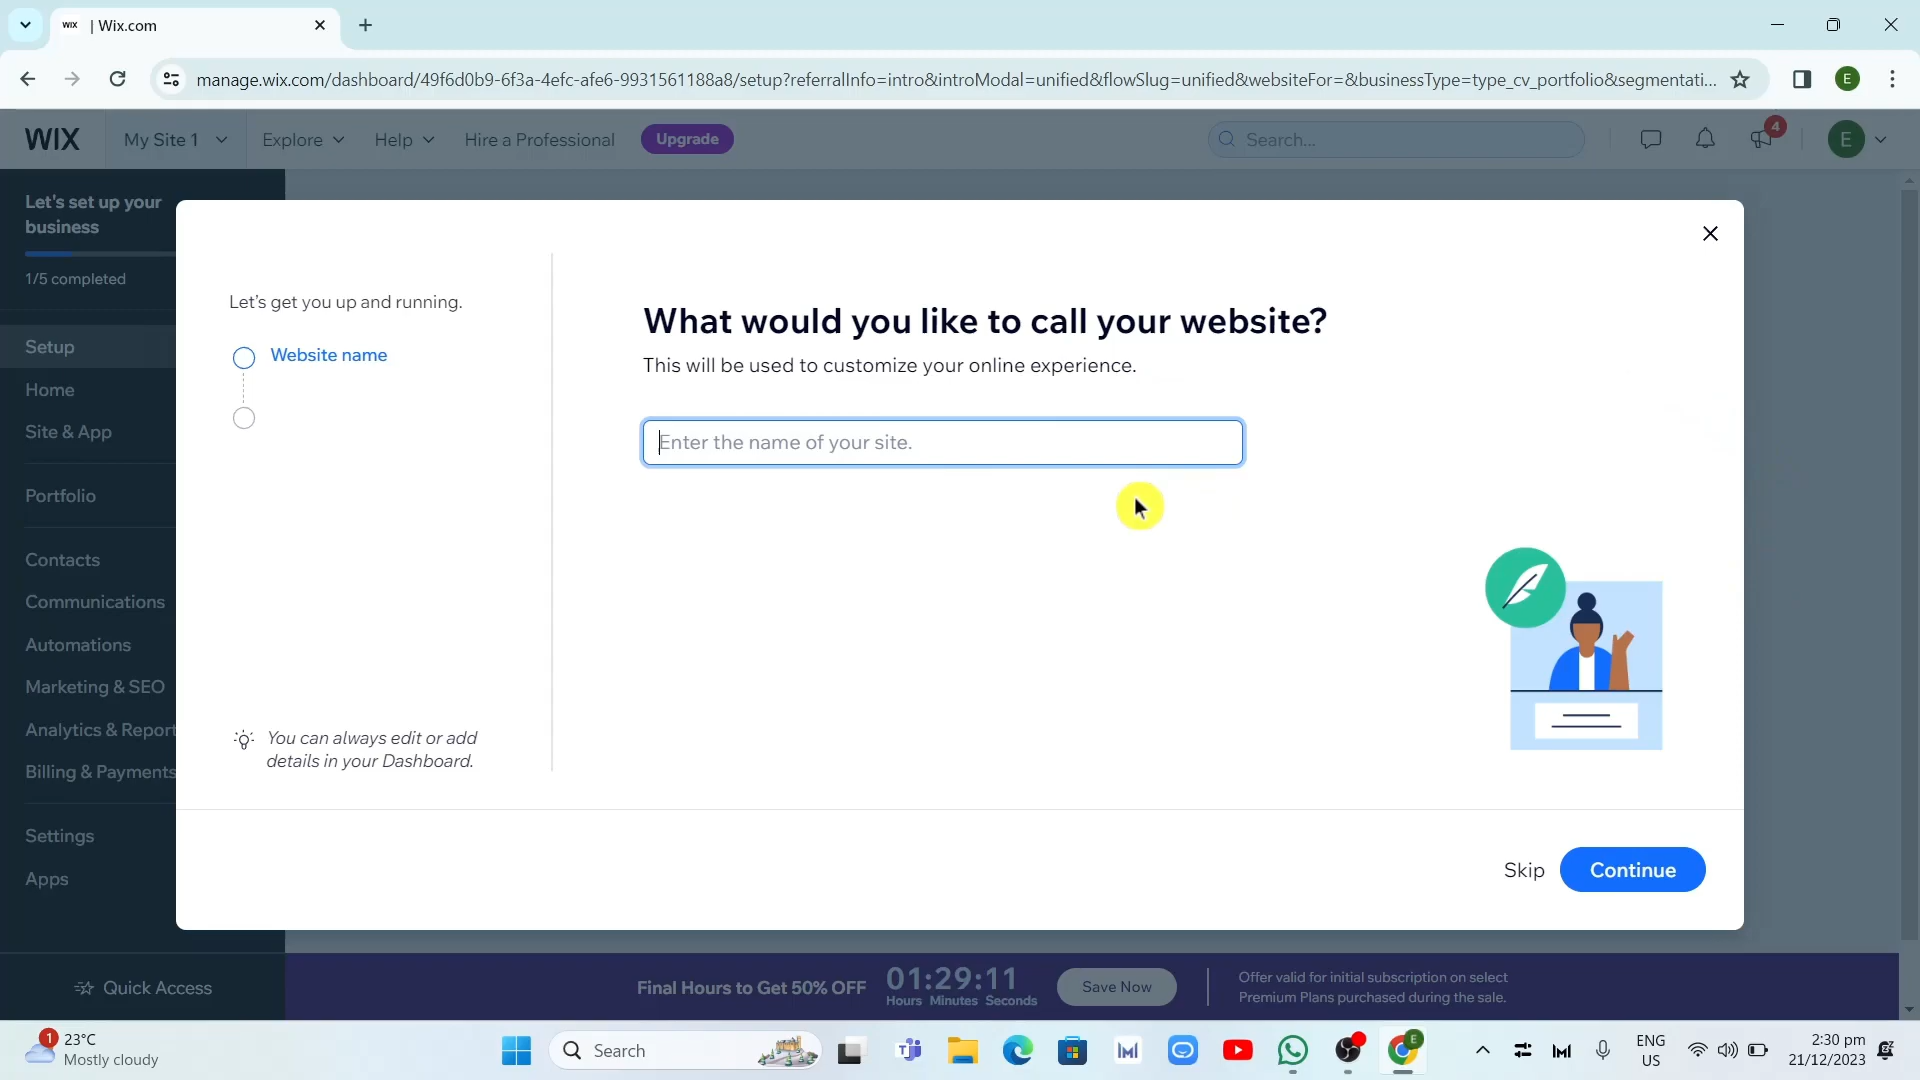 WIX | Wix.com
manage.wix.com/dashboard/49f6d0b9-6f3a-4efc-afe6-9931561188a8/setup?referralInfo=intro&introModal=unified&flowSlug=unified&websiteFor=&businessType=type_cv_portfolio&segmentati...
E
WIX My Site 1 Explore Help Hire a Professional Upgrade Search... 4 E
Let's set up your
business
1/5 completed
Setup
Home
Site & App
Portfolio
Contacts
Communications
Automations
Marketing & SEO
Analytics & Report
Billing & Payments
Settings
Apps
Quick Access
Let's get you up and running.
Website name
You can always edit or add
details in your Dashboard.
What would you like to call your website?
This will be used to customize your online experience.
Enter the name of your site.
Skip Continue
Final Hours to Get 50% OFF
01:29:11
Hours Minutes Seconds
Save Now
Offer valid for initial subscription on select
Premium Plans purchased during the sale.
1
23°C
Mostly cloudy
Search
E
ENG
US
2:30 pm
21/12/2023